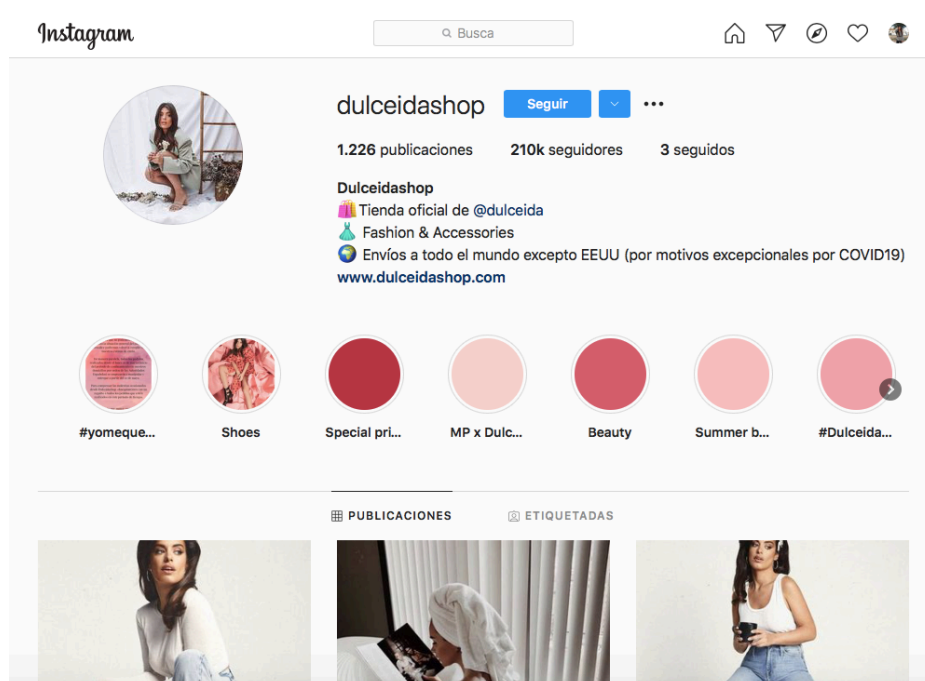 Instagram
Busca
dulceidashop Seguir
1.226 publicaciones 210k seguidores 3 seguidos
Dulceidashop
Tienda oficial de @dulceida
Fashion & Accessories
Envíos a todo el mundo excepto EEUU (por motivos excepcionales por COVID19)
www.dulceidashop.com
#yomeque... Shoes Special pri... MP x Dulc... Beauty Summer b... #Dulceida...
PUBLICACIONES ETIQUETADAS